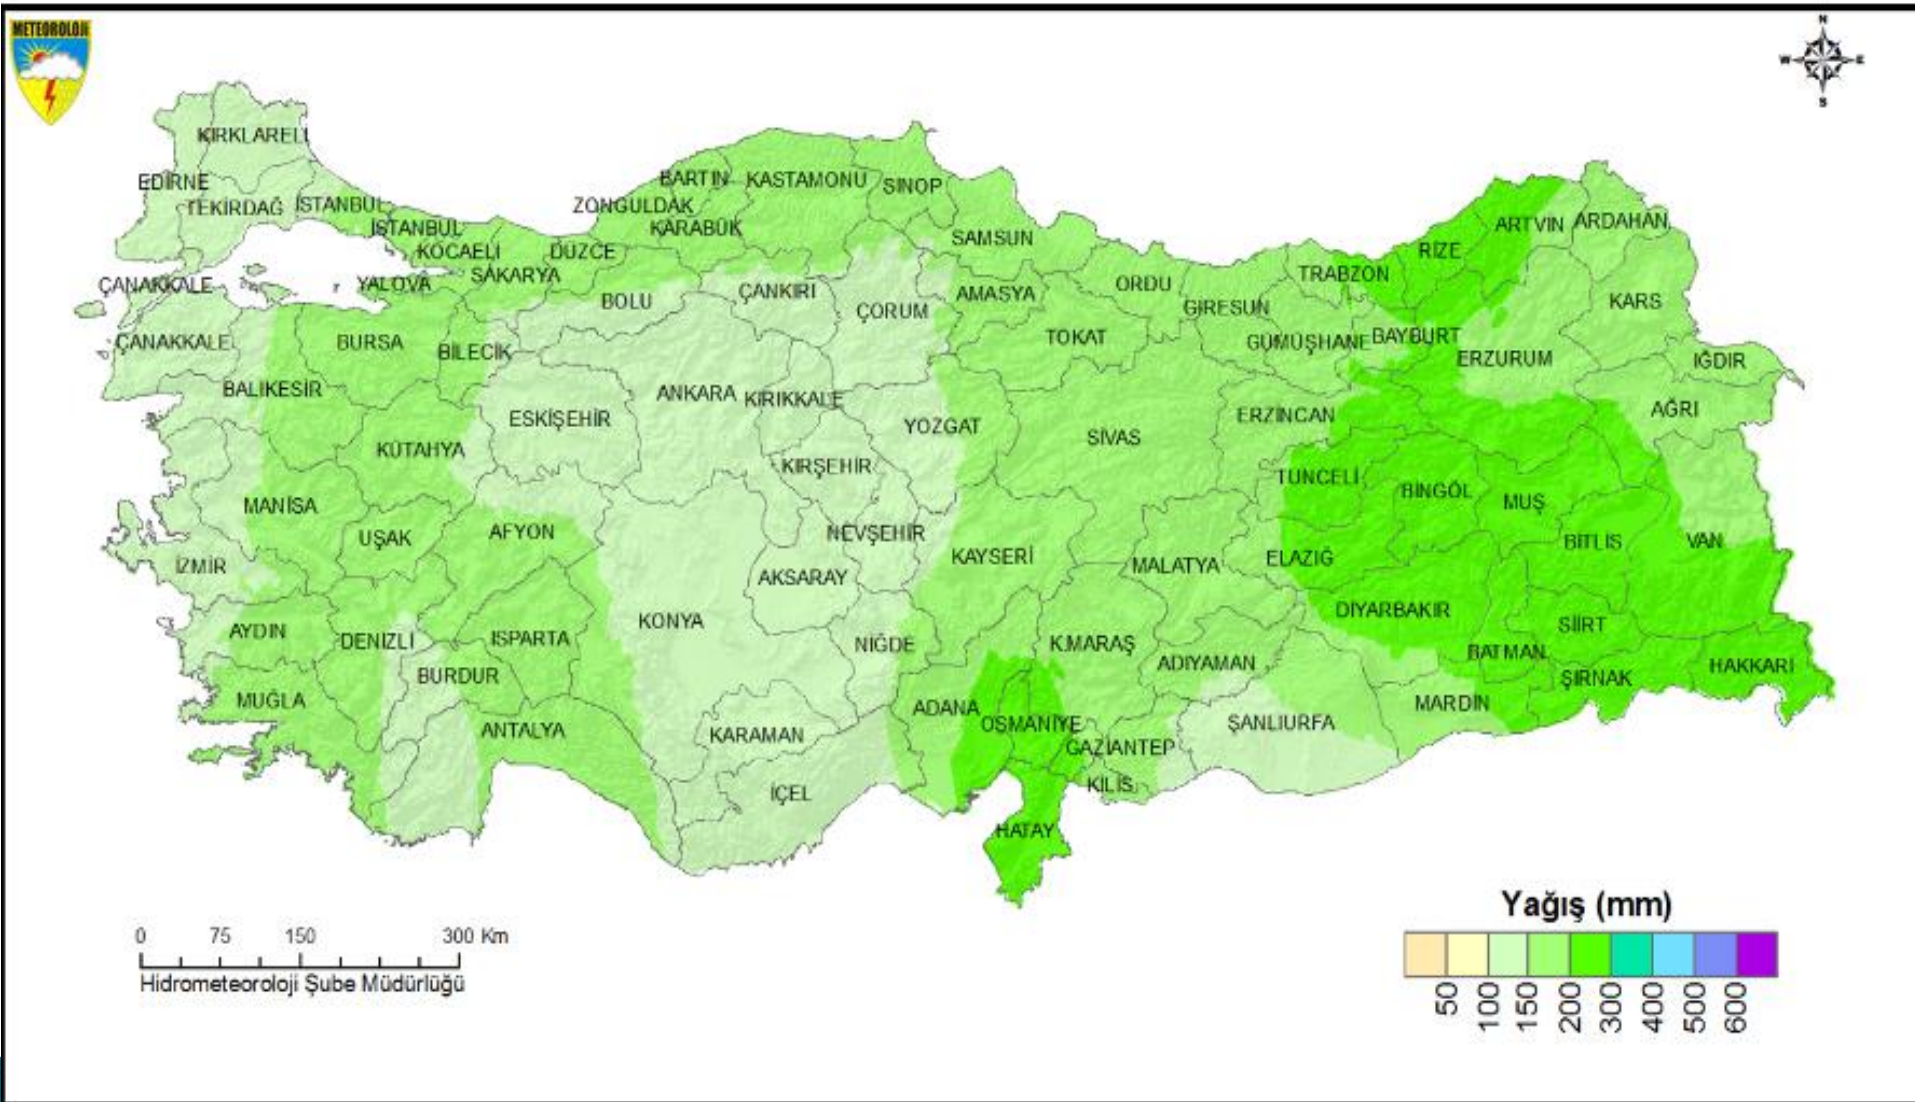 METEOROLOJI
N
W E
S
KIRKLARELİ
EDİRNE
TEKİRDAĞ
İSTANBUL
İSTANBUL
KOCAELİ
YALOVA
SAKARYA
DÜZCE
ZONGULDAK
BARTIN
KARABÜK
KASTAMONU
SİNOP
SAMSUN
ÇANAKKALE
ÇANAKKALE
BALIKESİR
BURSA
BİLECİK
BOLU
ÇANKIRI
ÇORUM
AMASYA
ORDU
TOKAT
GİRESUN
TRABZON
RİZE
ARTVİN
ARDAHAN
KARS
GÜMÜŞHANE
BAYBURT
ERZURUM
IĞDIR
AĞRI
ESKİŞEHİR
ANKARA
KIRIKKALE
YOZGAT
SİVAS
ERZİNCAN
KÜTAHYA
KIRŞEHİR
TUNCELİ
BİNGÖL
MUŞ
MANİSA
UŞAK
AFYON
NEVŞEHİR
KAYSERİ
MALATYA
ELAZIĞ
BİTLİS
VAN
İZMİR
AKSARAY
AYDIN
DENİZLİ
ISPARTA
KONYA
NİĞDE
K.MARAŞ
ADIYAMAN
DİYARBAKIR
SİİRT
BATMAN
ŞIRNAK
HAKKARİ
BURDUR
MUĞLA
ANTALYA
KARAMAN
ADANA
OSMANİYE
GAZİANTEP
ŞANLIURFA
MARDİN
KİLİS
İÇEL
HATAY
0 75 150 300 Km
Hidrometeoroloji Şube Müdürlüğü
Yağış (mm)
50 100 150 200 300 400 500 600